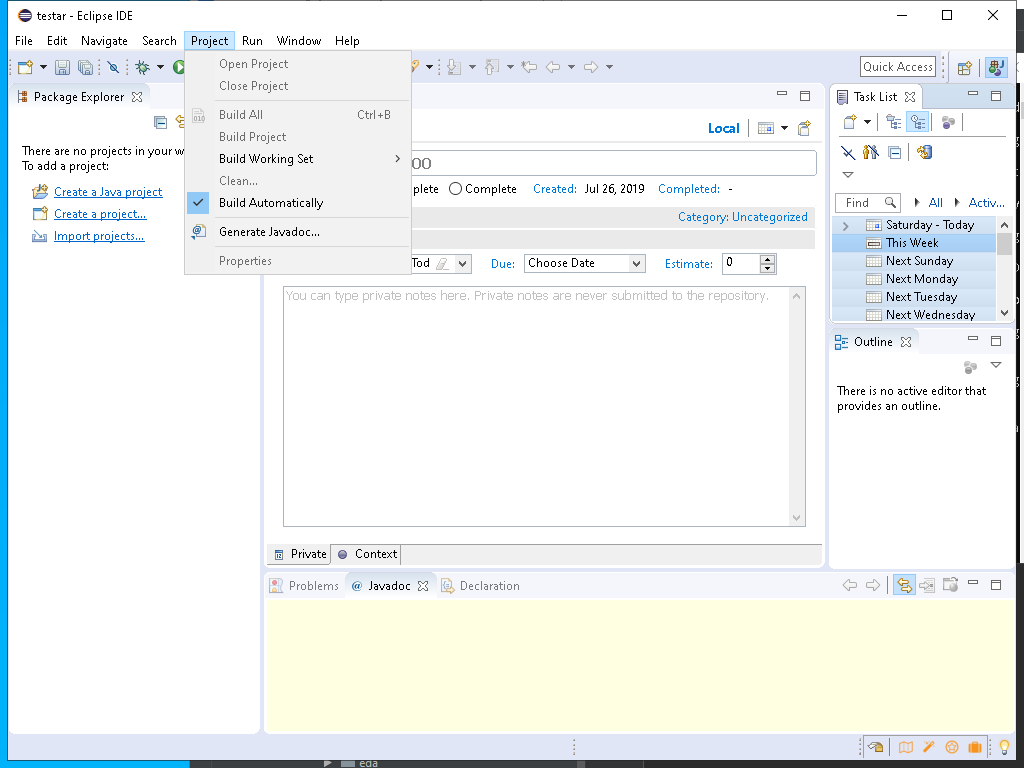 testar - Eclipse IDE
File Edit Navigate Search Project Run Window Help
Quick Access
Package Explorer
There are no projects in your w
To add a project:
Create a Java project
Create a project...
Import projects...
Open Project
Close Project
Build All Ctrl+B
Build Project
Build Working Set
Clean...
Build Automatically
Generate Javadoc...
Properties
Local
00
plete Complete Created: Jul 26, 2019 Completed: -
Category: Uncategorized
Tod Due: Choose Date Estimate: 0
You can type private notes here. Private notes are never submitted to the repository.
Private Context
Problems Javadoc Declaration
Task List
Find All Activ...
Saturday - Today
This Week
Next Sunday
Next Monday
Next Tuesday
Next Wednesday
Outline
There is no active editor that
provides an outline.
eda